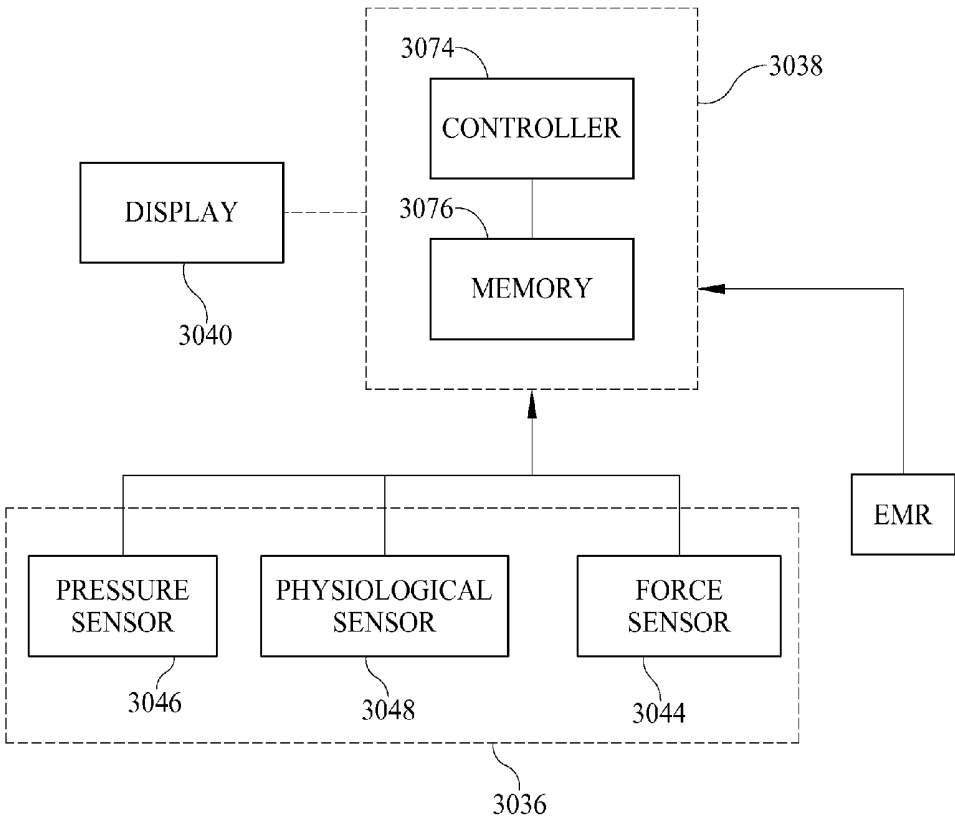 3074
3038
CONTROLLER
DISPLAY
3076
MEMORY
3040
EMR
PRESSURE
SENSOR
PHYSIOLOGICAL
SENSOR
FORCE
SENSOR
3046
3048
3044
3036